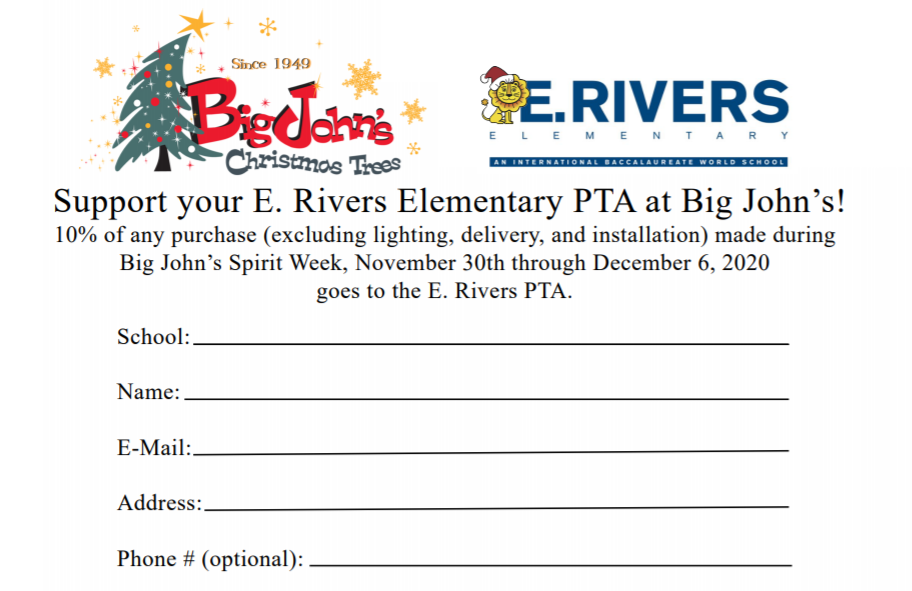 Since 1949
Big John's
Christmas Trees
E.RIVERS
ELEMENTARY
AN INTERNATIONAL BACCALAUREATE WORLD SCHOOL
Support your E. Rivers Elementary PTA at Big John’s!
10% of any purchase (excluding lighting, delivery, and installation) made during
Big John’s Spirit Week, November 30th through December 6, 2020
goes to the E. Rivers PTA.
School:
Name:
E-Mail:
Address:
Phone # (optional):